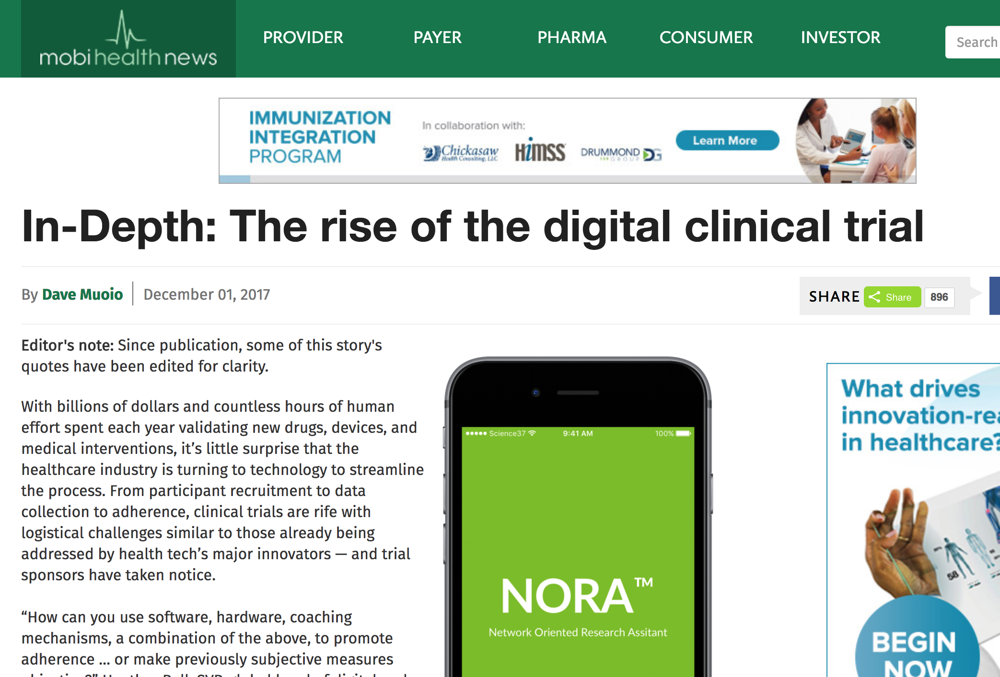 mobihealthnews
PROVIDER
PAYER
PHARMA
CONSUMER
INVESTOR
Search
IMMUNIZATION
INTEGRATION
PROGRAM
In collaboration with:
Chickasaw
Health Consulting, LLC
HiMSS
DRUMMOND
GROUP
DG
Learn More
In-Depth: The rise of the digital clinical trial
By Dave Muoio
December 01, 2017
SHARE
Share
896
Editor's note: Since publication, some of this story's
quotes have been edited for clarity.
With billions of dollars and countless hours of human
effort spent each year validating new drugs, devices, and
medical interventions, it’s little surprise that the
healthcare industry is turning to technology to streamline
the process. From participant recruitment to data
collection to adherence, clinical trials are rife with
logistical challenges similar to those already being
addressed by health tech’s major innovators — and trial
sponsors have taken notice.
“How can you use software, hardware, coaching
mechanisms, a combination of the above, to promote
adherence ... or make previously subjective measures
Science37
9:41 AM
100%
NORA™
Network Oriented Research Assitant
What drives
innovation-rea
in healthcare?
58
BEGIN
NOW